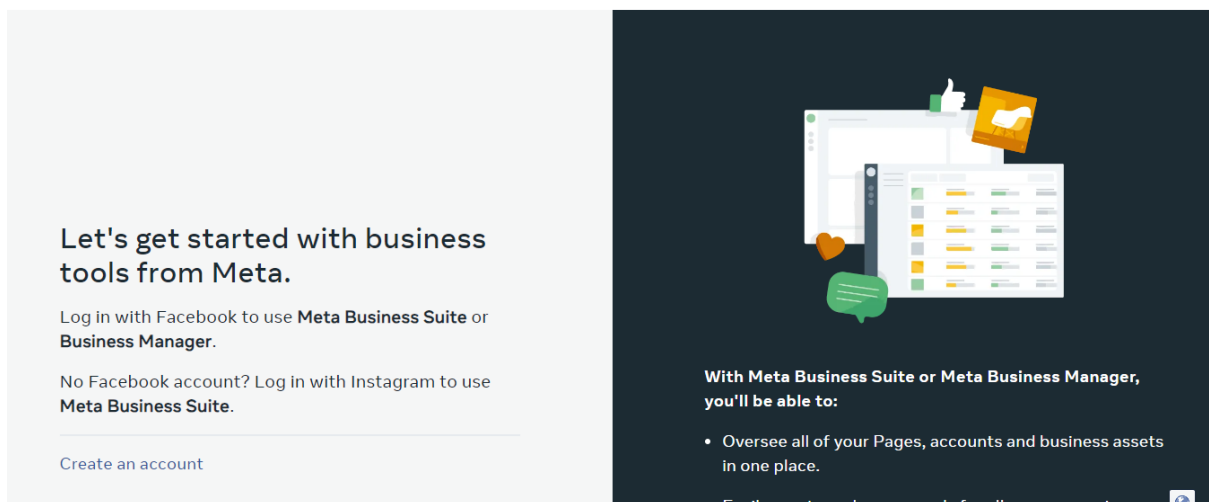 Let's get started with business
tools from Meta.
Log in with Facebook to use Meta Business Suite or
Business Manager.
No Facebook account? Log in with Instagram to use
Meta Business Suite.
Create an account
With Meta Business Suite or Meta Business Manager,
you'll be able to:
• Oversee all of your Pages, accounts and business assets
in one place.